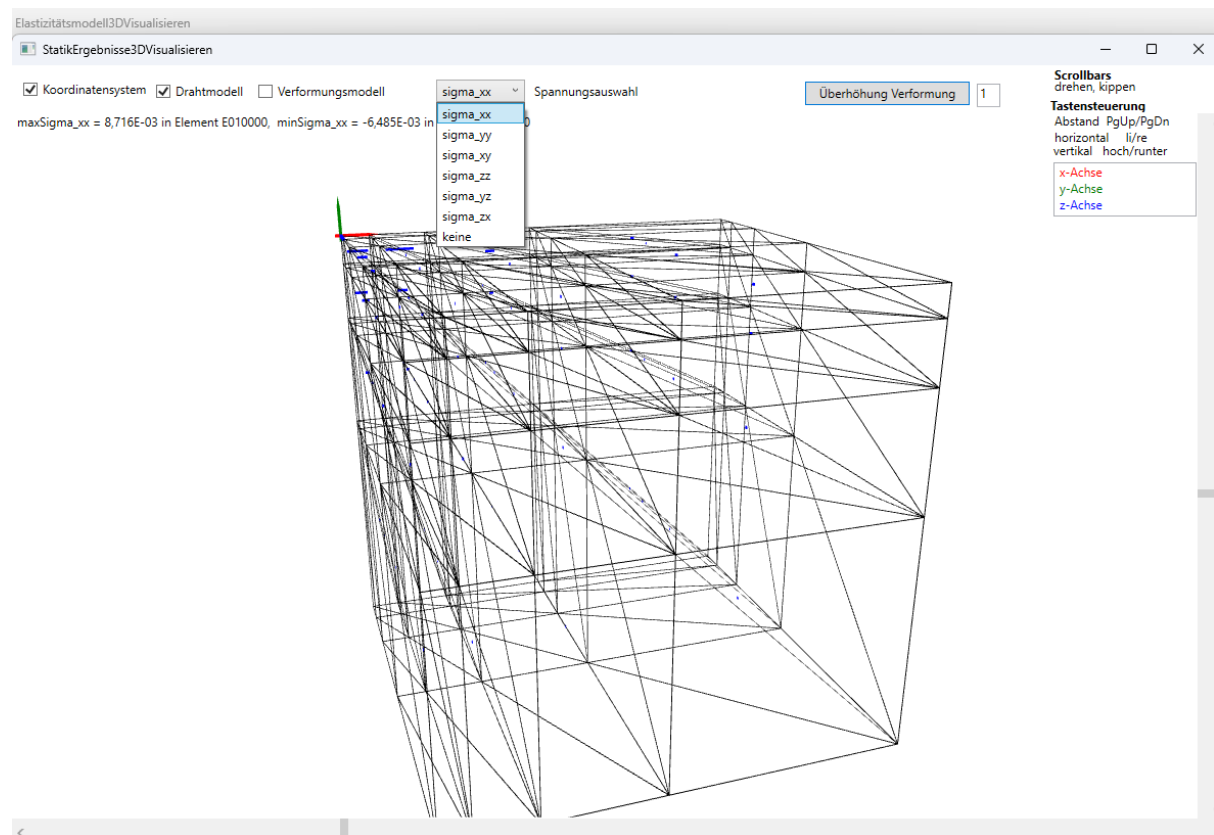 Elastizitätsmodell3DVisualisieren
StatikErgebnisse3DVisualisieren
Koordinatensystem Drahtmodell Verformungsmodell sigma_xx Spannungsauswahl Überhöhung Verformung 1
maxSigma_xx = 8,716E-03 in Element E010000, minSigma_xx = -6,485E-03 in 0
sigma_xx
sigma_yy
sigma_xy
sigma_zz
sigma_yz
sigma_zx
keine
Scrollbars
drehen, kippen
Tastensteuerung
Abstand PgUp/PgDn
horizontal li/re
vertikal hoch/runter
x-Achse
y-Achse
z-Achse